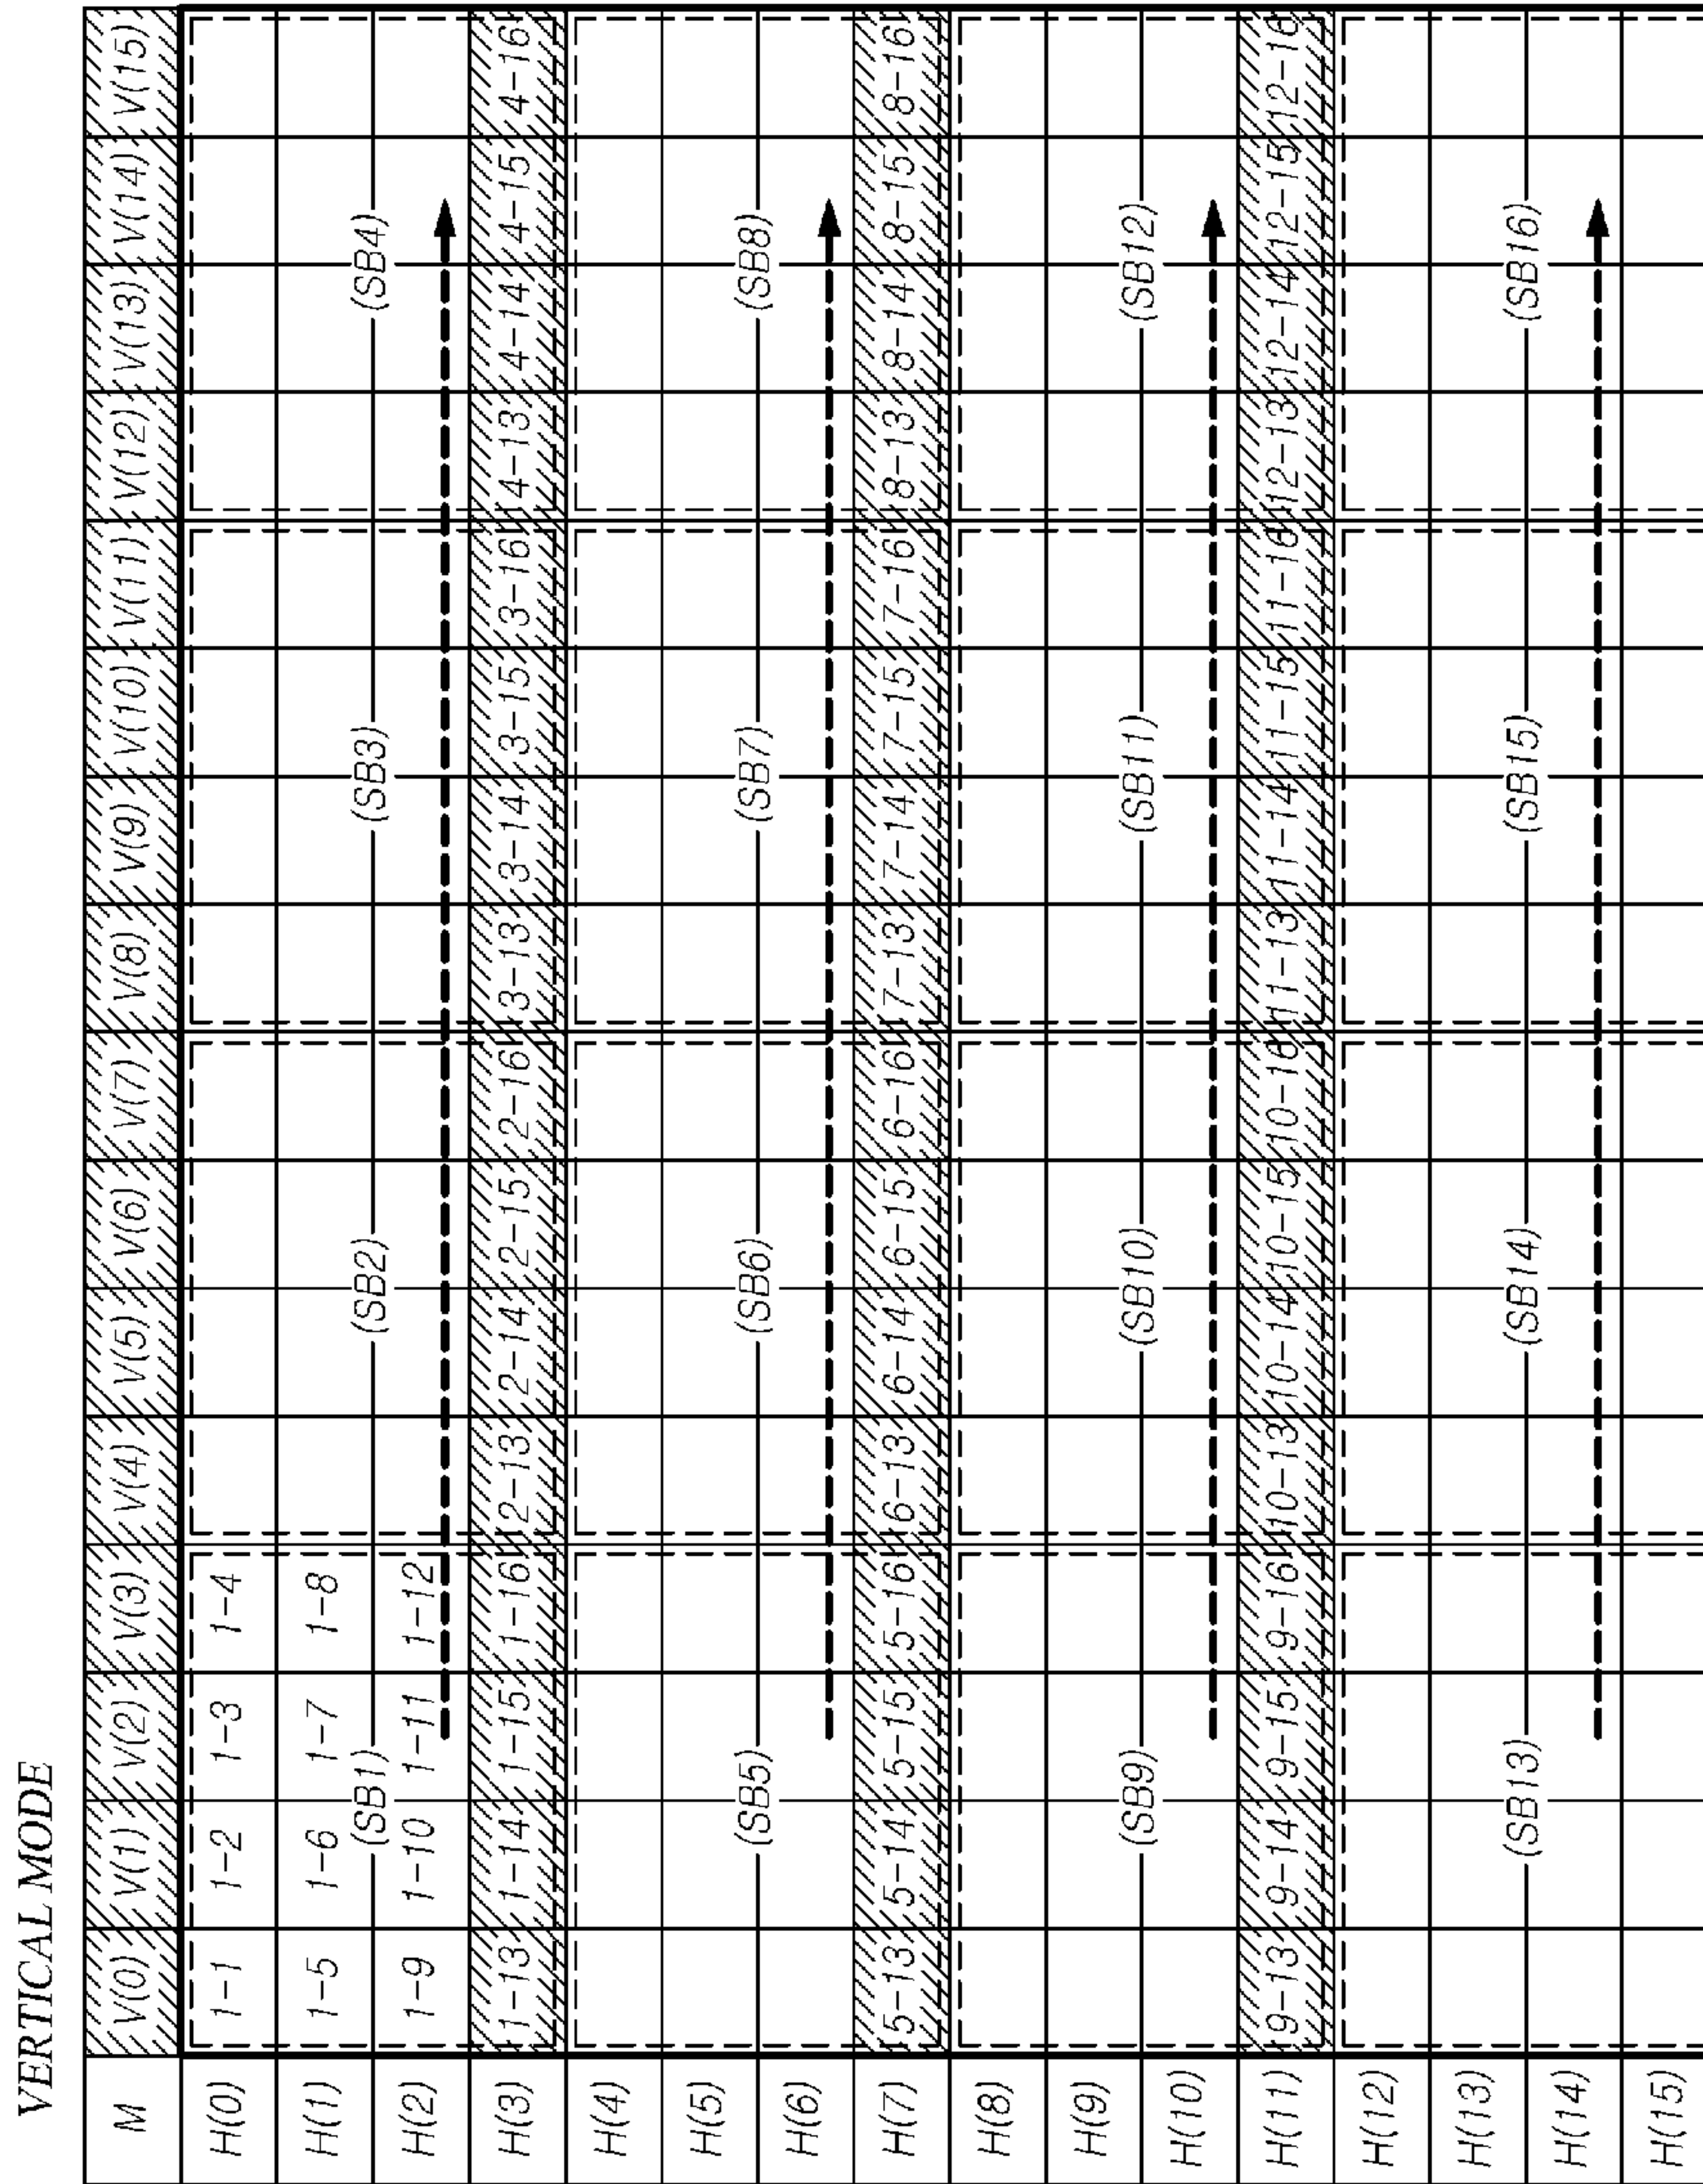 VERTICAL MODE
M V(0) V(1) V(2) V(3) V(4) V(5) V(6) V(7) V(8) V(9) V(10) V(11) V(12) V(13) V(14) V(15)
H(0) 1-1 1-2 1-3 1-4
H(1) 1-5 1-6 1-7 1-8
(SB1) (SB2) (SB3) (SB4)
H(2) 1-9 1-10 1-11 1-12
H(3) 1-13 1-14 1-15 1-16 2-13 2-14 2-15 2-16 3-13 3-14 3-15 3-16 4-13 4-14 4-15 4-16
H(4)
H(5)
(SB5) (SB6) (SB7) (SB8)
H(6)
H(7) 5-13 5-14 5-15 5-16 6-13 6-14 6-15 6-16 7-13 7-14 7-15 7-16 8-13 8-14 8-15 8-16
H(8)
H(9)
(SB9) (SB10) (SB11) (SB12)
H(10)
H(11) 9-13 9-14 9-15 9-16 10-13 10-14 10-15 10-16 11-13 11-14 11-15 11-16 12-13 12-14 12-15 12-16
H(12)
H(13)
(SB13) (SB14) (SB15) (SB16)
H(14)
H(15)